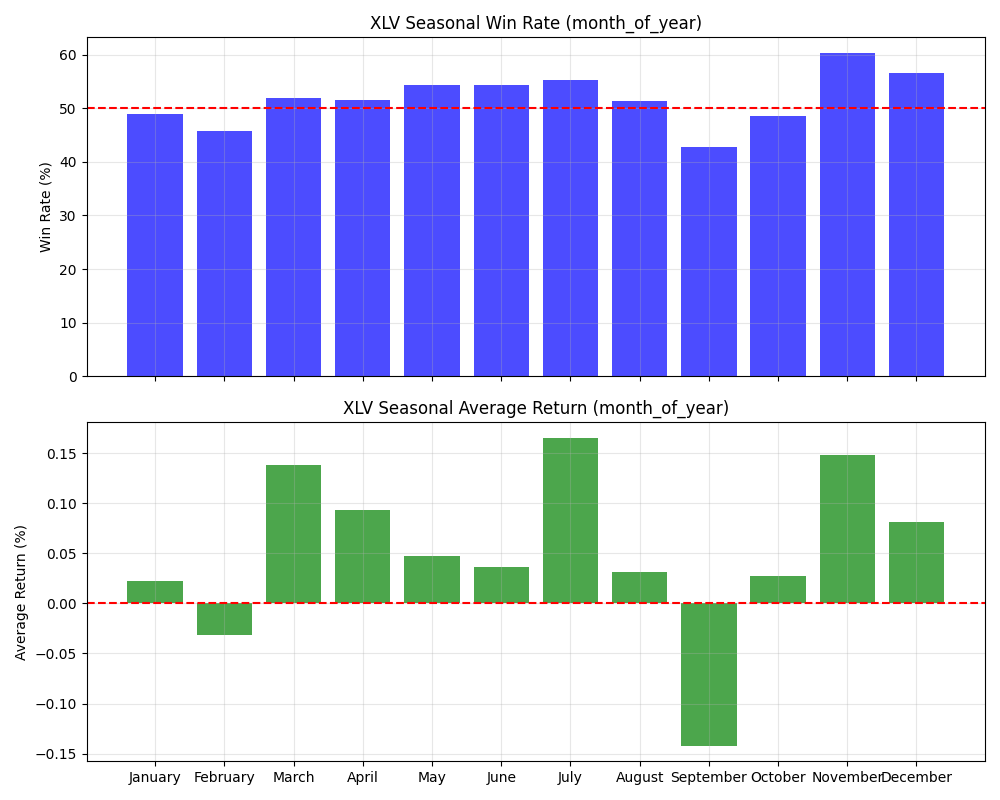 XLV Seasonal Win Rate (month_of_year)
Win Rate (%)
60
50
40
30
20
10
0
XLV Seasonal Average Return (month_of_year)
Average Return (%)
0.15
0.10
0.05
0.00
−0.05
−0.10
−0.15
January February March April May June July August September October November December